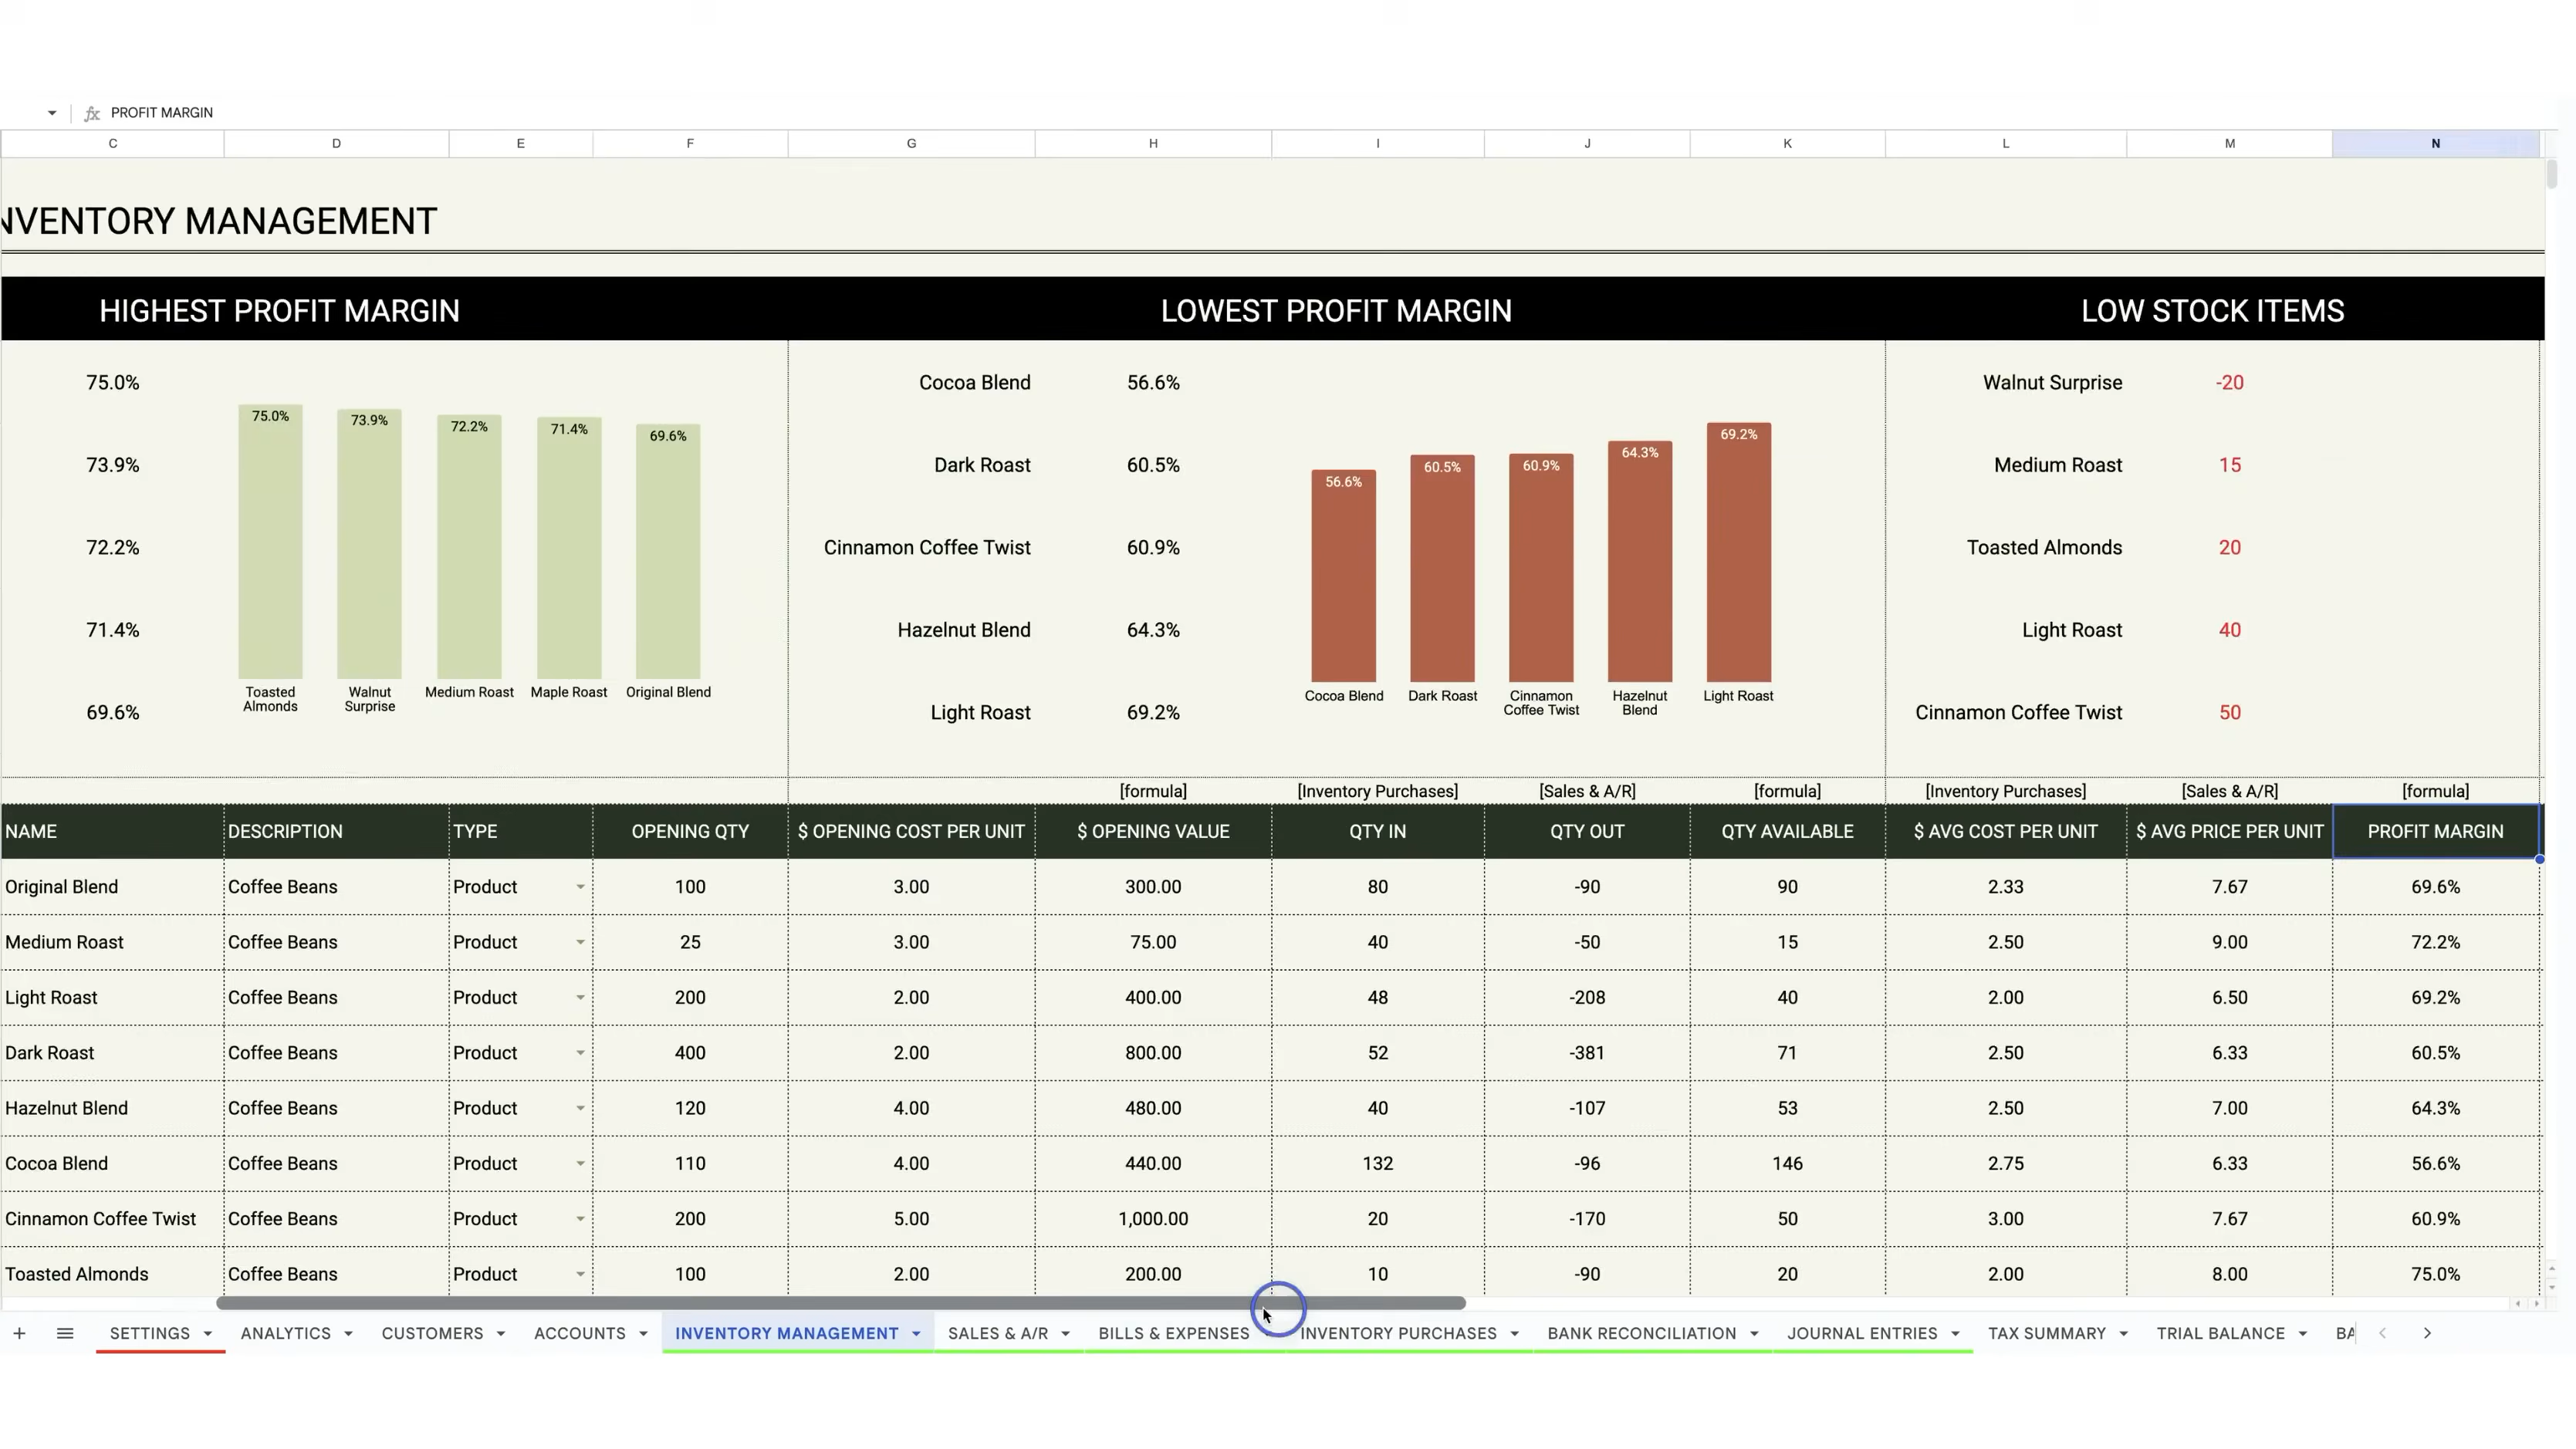 PROFIT MARGIN
C D E F G H I J K L M N
NVENTORY MANAGEMENT
HIGHEST PROFIT MARGIN LOWEST PROFIT MARGIN LOW STOCK ITEMS
75.0%
73.9%
72.2%
71.4%
69.6%
75.0% 73.9% 72.2% 71.4% 69.6%
Toasted Almonds Walnut Surprise Medium Roast Maple Roast Original Blend
Cocoa Blend 56.6%
Dark Roast 60.5%
Cinnamon Coffee Twist 60.9%
Hazelnut Blend 64.3%
Light Roast 69.2%
56.6% 60.5% 60.9% 64.3% 69.2%
Cocoa Blend Dark Roast Cinnamon Coffee Twist Hazelnut Blend Light Roast
Walnut Surprise -20
Medium Roast 15
Toasted Almonds 20
Light Roast 40
Cinnamon Coffee Twist 50
[formula] [Inventory Purchases] [Sales & A/R] [formula] [Inventory Purchases] [Sales & A/R] [formula]
NAME DESCRIPTION TYPE OPENING QTY $ OPENING COST PER UNIT $ OPENING VALUE QTY IN QTY OUT QTY AVAILABLE $ AVG COST PER UNIT $ AVG PRICE PER UNIT PROFIT MARGIN
Original Blend Coffee Beans Product 100 3.00 300.00 80 -90 90 2.33 7.67 69.6%
Medium Roast Coffee Beans Product 25 3.00 75.00 40 -50 15 2.50 9.00 72.2%
Light Roast Coffee Beans Product 200 2.00 400.00 48 -208 40 2.00 6.50 69.2%
Dark Roast Coffee Beans Product 400 2.00 800.00 52 -381 71 2.50 6.33 60.5%
Hazelnut Blend Coffee Beans Product 120 4.00 480.00 40 -107 53 2.50 7.00 64.3%
Cocoa Blend Coffee Beans Product 110 4.00 440.00 132 -96 146 2.75 6.33 56.6%
Cinnamon Coffee Twist Coffee Beans Product 200 5.00 1,000.00 20 -170 50 3.00 7.67 60.9%
Toasted Almonds Coffee Beans Product 100 2.00 200.00 10 -90 20 2.00 8.00 75.0%
SETTINGS ANALYTICS CUSTOMERS ACCOUNTS INVENTORY MANAGEMENT SALES & A/R BILLS & EXPENSES INVENTORY PURCHASES BANK RECONCILIATION JOURNAL ENTRIES TAX SUMMARY TRIAL BALANCE